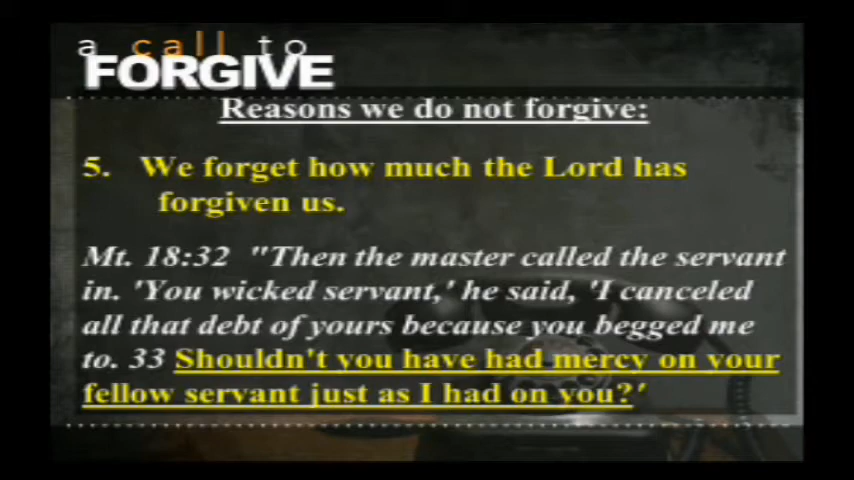 a call to
FORGIVE
Reasons we do not forgive:
5. We forget how much the Lord has
forgiven us.
Mt. 18:32 "Then the master called the servant
in. 'You wicked servant,' he said, 'I canceled
all that debt of yours because you begged me
to. 33 Shouldn't you have had mercy on your
fellow servant just as I had on you?'